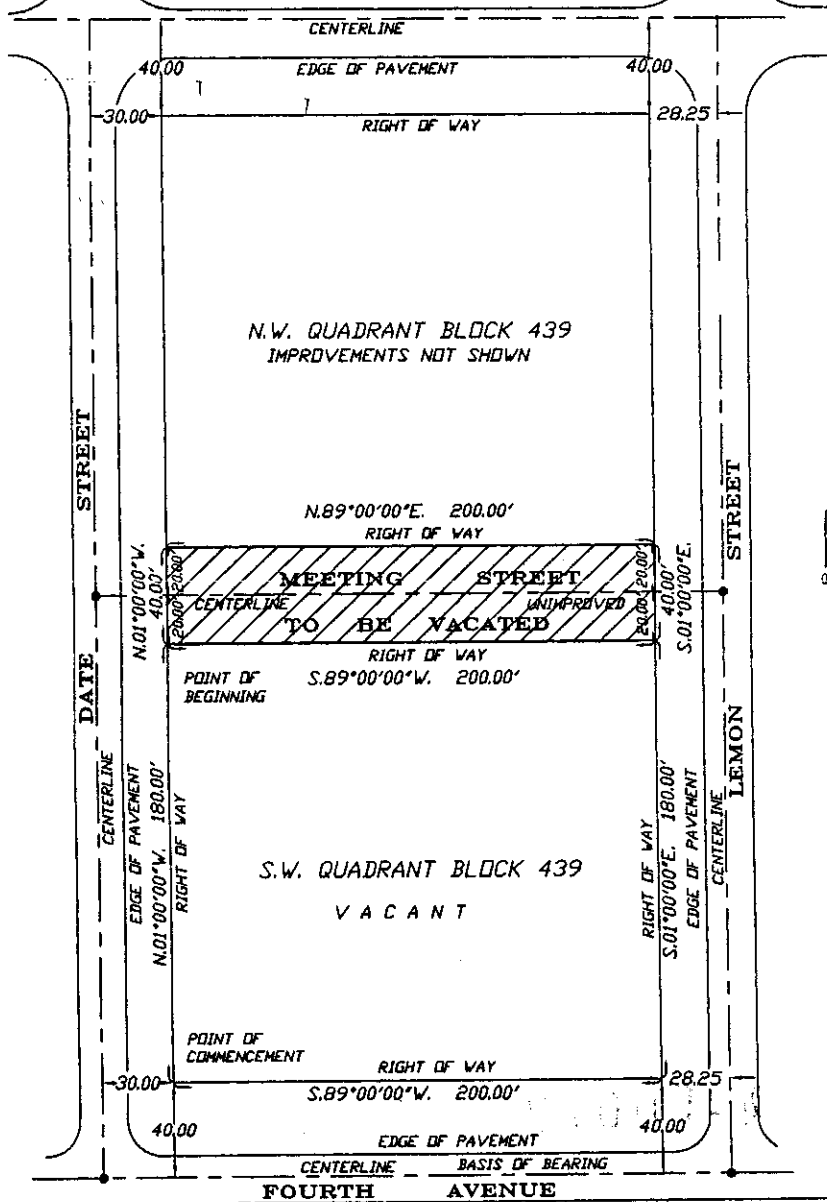 CENTERLINE
40.00
EDGE OF PAVEMENT
40.00
30.00
28.25
RIGHT OF WAY
N.W. QUADRANT BLOCK 439
IMPROVEMENTS NOT SHOWN
DATE STREET
LEMON STREET
N.89°00'00"E. 200.00'
RIGHT OF WAY
N.01°00'00"W.
40.00'
20.00' 20.00'
MEETING STREET
CENTERLINE
UNIMPROVED
TO BE VACATED
20.00' 20.00'
40.00'
S.01°00'00"E.
RIGHT OF WAY
POINT OF
BEGINNING
S.89°00'00"W. 200.00'
CENTERLINE
EDGE OF PAVEMENT
N.01°00'00"W. 180.00'
RIGHT OF WAY
S.W. QUADRANT BLOCK 439
VACANT
RIGHT OF WAY
S.01°00'00"E. 180.00'
EDGE OF PAVEMENT
CENTERLINE
POINT OF
COMMENCEMENT
RIGHT OF WAY
30.00
28.25
S.89°00'00"W. 200.00'
40.00
40.00
EDGE OF PAVEMENT
CENTERLINE
BASIS OF BEARING
FOURTH AVENUE